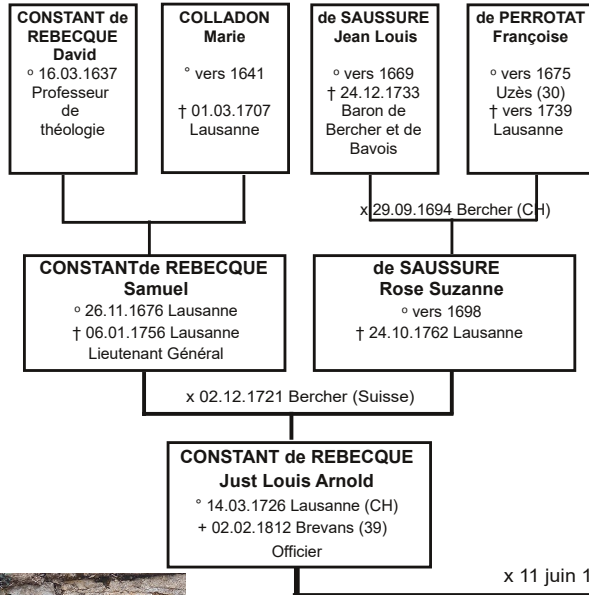 CONSTANT de
REBECQUE
David
° 16.03.1637
Professeur
de
théologie
COLLADON
Marie
° vers 1641
† 01.03.1707
Lausanne
de SAUSSURE
Jean Louis
° vers 1669
† 24.12.1733
Baron de
Bercher et de
Bavois
de PERROTAT
Françoise
° vers 1675
Uzès (30)
† vers 1739
Lausanne
x 29.09.1694 Bercher (CH)
CONSTANTde REBECQUE
Samuel
° 26.11.1676 Lausanne
† 06.01.1756 Lausanne
Lieutenant Général
de SAUSSURE
Rose Suzanne
° vers 1698
† 24.10.1762 Lausanne
x 02.12.1721 Bercher (Suisse)
CONSTANT de REBECQUE
Just Louis Arnold
° 14.03.1726 Lausanne (CH)
+ 02.02.1812 Brevans (39)
Officier
x 11 juin 1